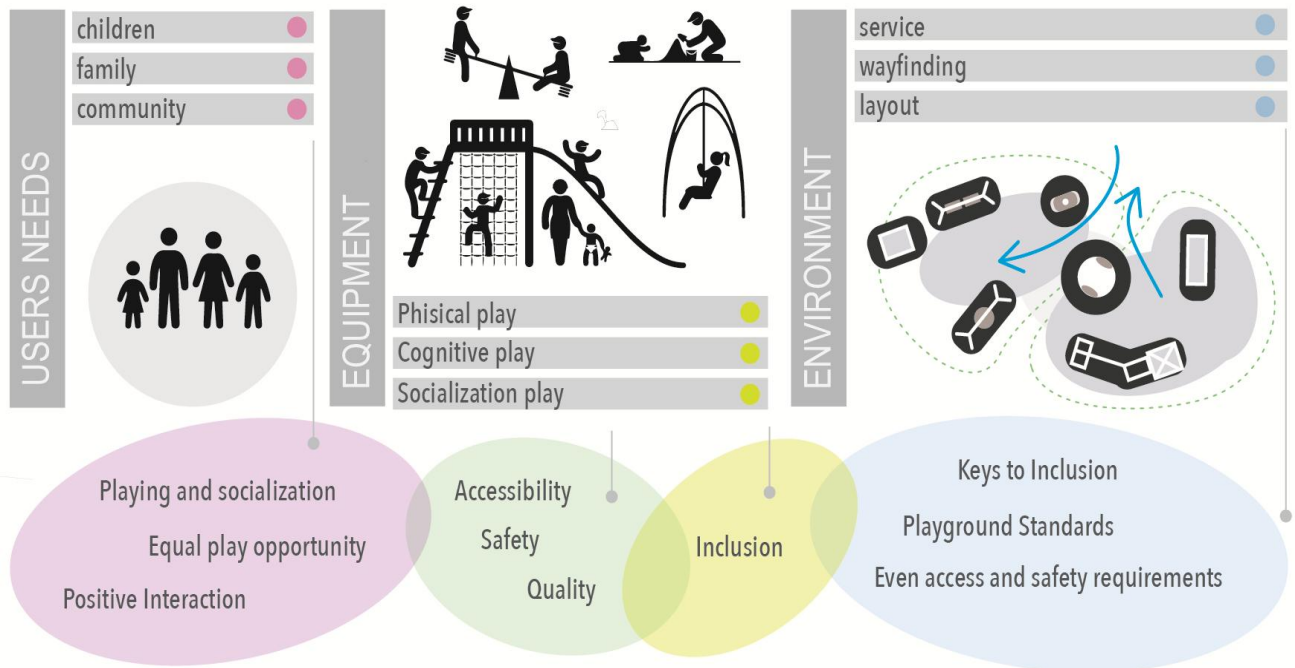 USERS NEEDS
children
family
community
EQUIPMENT
Phisical play
Cognitive play
Socialization play
ENVIRONMENT
service
wayfinding
layout
Playing and socialization
Equal play opportunity
Positive Interaction
Accessibility
Safety
Quality
Inclusion
Keys to Inclusion
Playground Standards
Even access and safety requirements